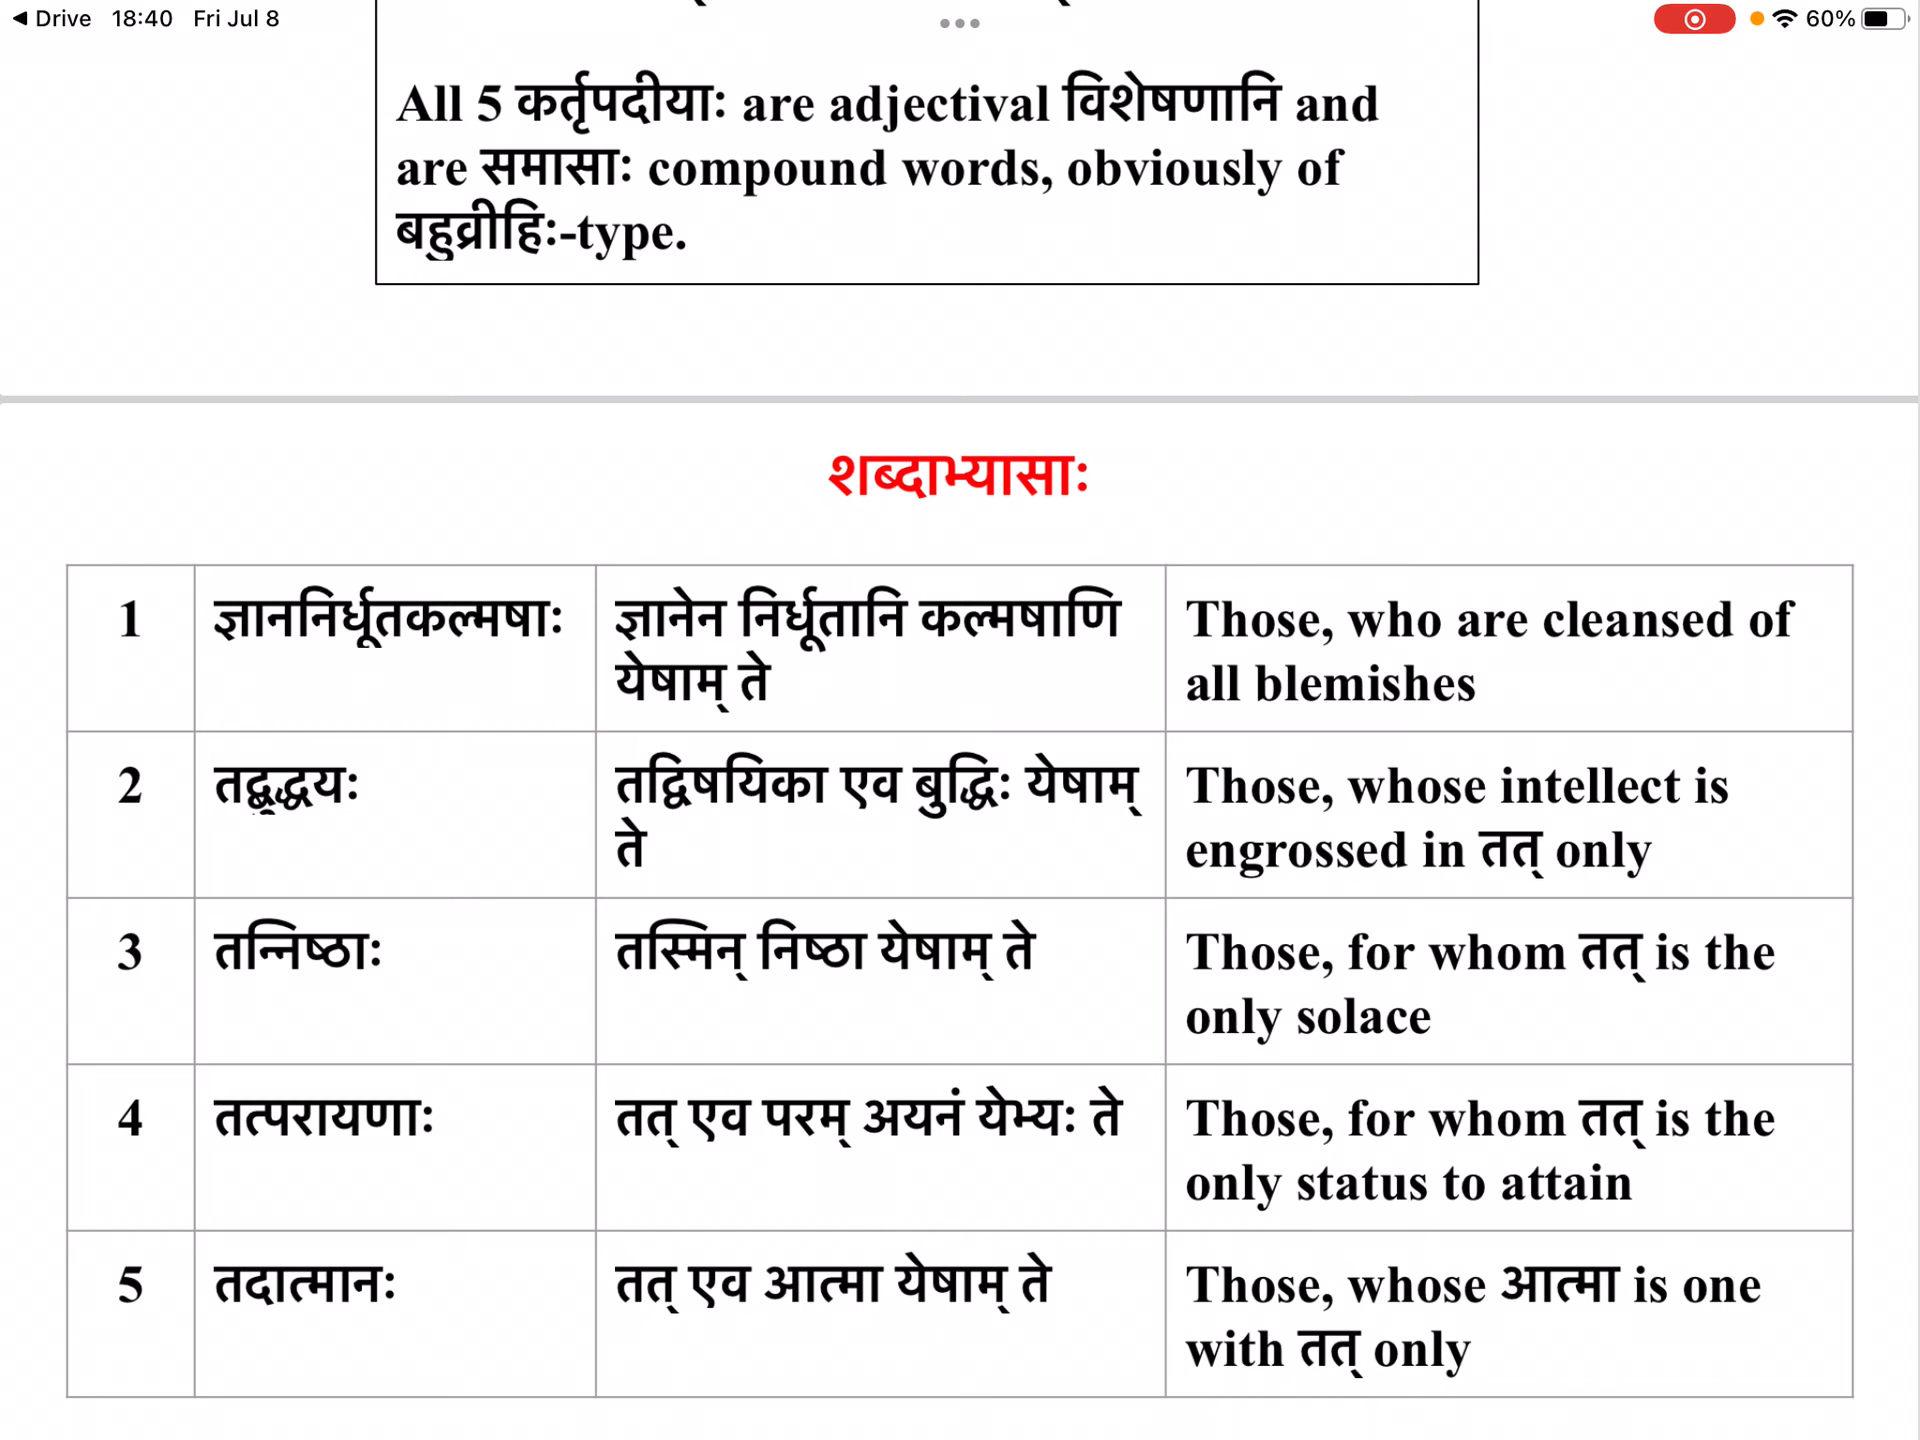 Drive 18:40 Fri Jul 8 60%
All 5 कर्तृपदीयाः are adjectival विशेषणानि and
are समासाः compound words, obviously of
बहुव्रीहिः-type.
शब्दाभ्यासाः
1 ज्ञाननिर्धूतकल्मषाः ज्ञानेन निर्धूतानि कल्मषाणि Those, who are cleansed of
येषाम् ते all blemishes
2 तद्बुद्धयः तद्विषयिका एव बुद्धिः येषाम् Those, whose intellect is
ते engrossed in तत् only
3 तन्निष्ठाः तस्मिन् निष्ठा येषाम् ते Those, for whom तत् is the
only solace
4 तत्परायणाः तत् एव परम् अयनं येभ्यः ते Those, for whom तत् is the
only status to attain
5 तदात्मानः तत् एव आत्मा येषाम् ते Those, whose आत्मा is one
with तत् only